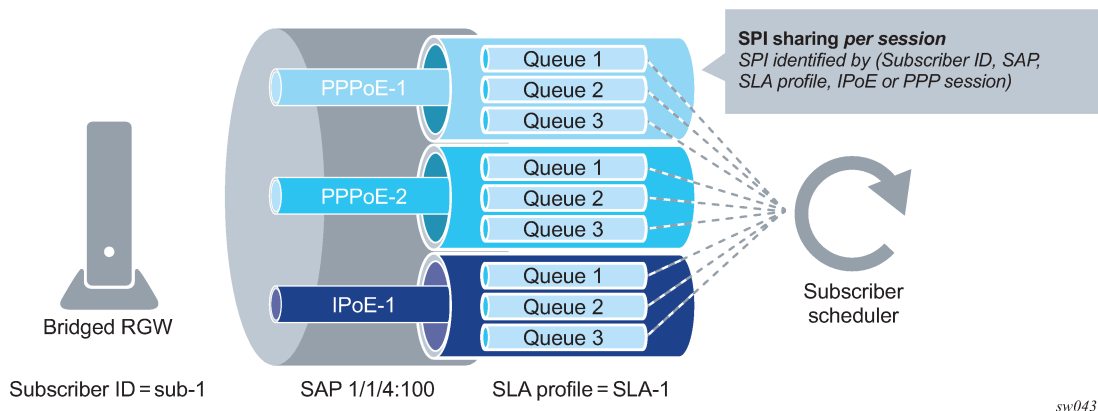 SPI sharing per session
SPI identified by (Subscriber ID, SAP,
SLA profile, IPoE or PPP session)
PPPoE-1
Queue 1
Queue 2
Queue 3
PPPoE-2
Queue 1
Queue 2
Queue 3
IPoE-1
Queue 1
Queue 2
Queue 3
Bridged RGW
Subscriber
scheduler
Subscriber ID = sub-1
SAP 1/1/4:100
SLA profile = SLA-1
sw043